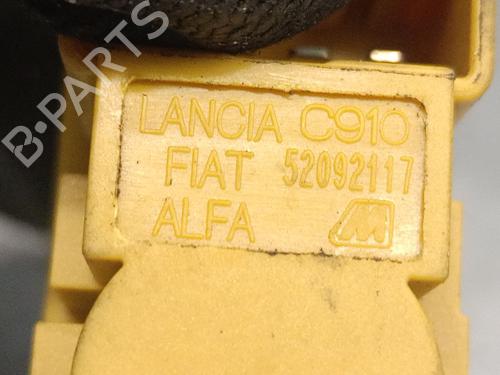 B-PARTS
LANCIA C910
FIAT 52092117
ALFA M